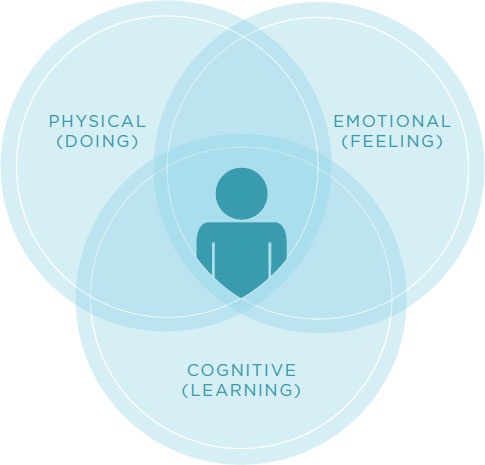 PHYSICAL
(DOING)
EMOTIONAL
(FEELING)
COGNITIVE
(LEARNING)